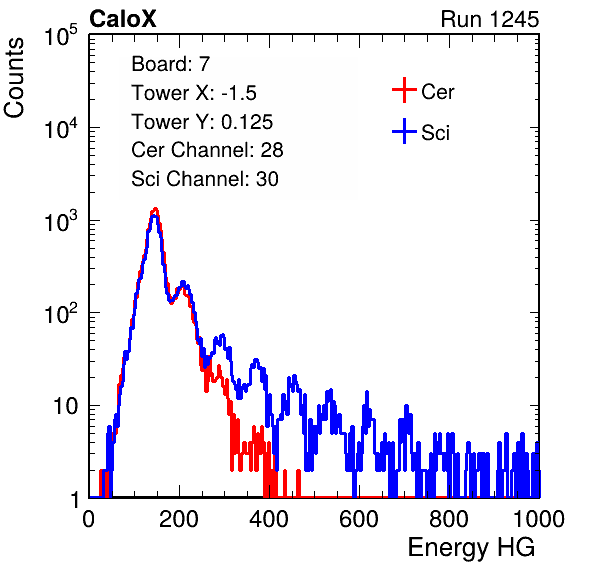 CaloX Run 1245
Counts
10^5
10^4
10^3
10^2
10
1
Board: 7
Tower X: -1.5
Tower Y: 0.125
Cer Channel: 28
Sci Channel: 30
Cer
Sci
0 200 400 600 800 1000
Energy HG